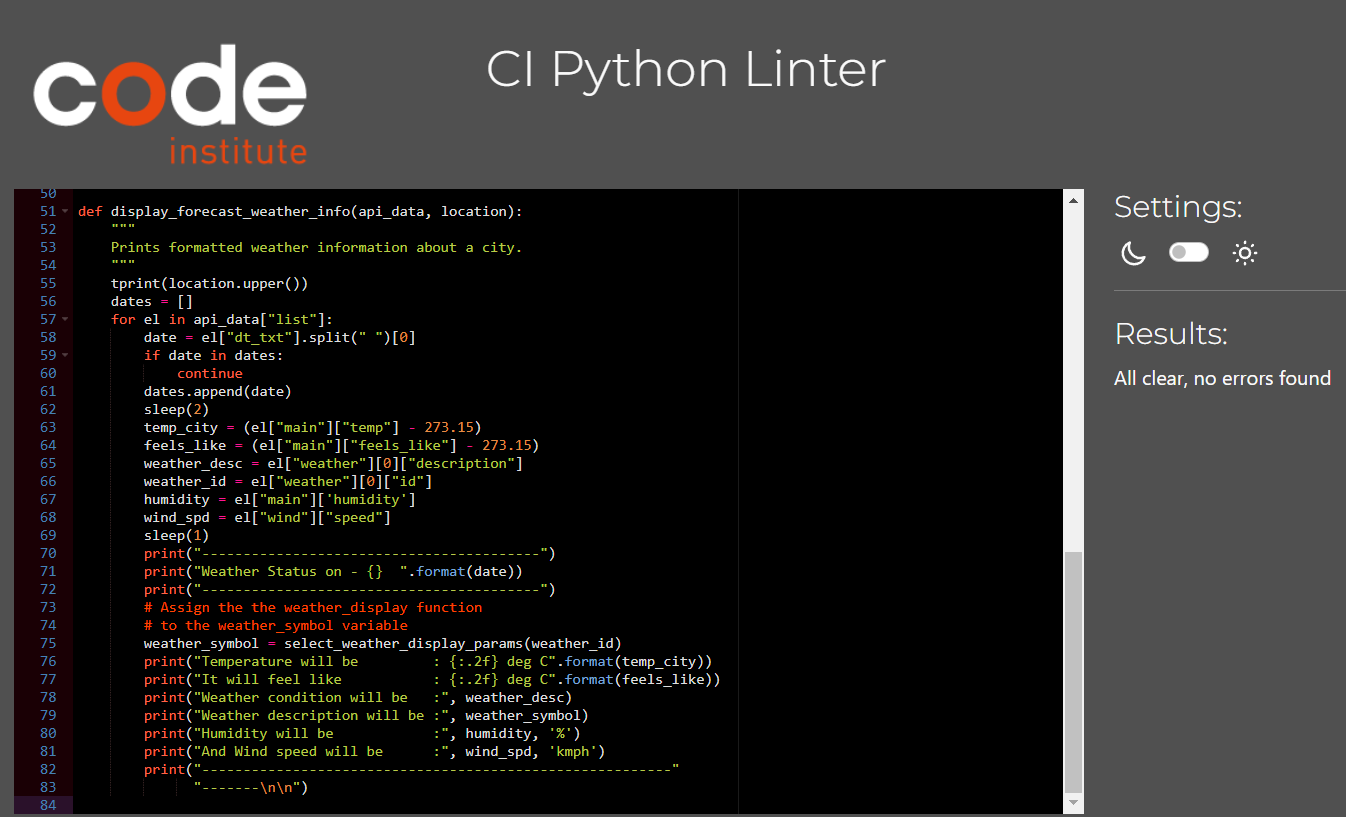 code
institute
CI Python Linter
50
51 def display_forecast_weather_info(api_data, location):
52     """
53     Prints formatted weather information about a city.
54     """
55     tprint(location.upper())
56     dates = []
57     for el in api_data["list"]:
58         date = el["dt_txt"].split(" ")[0]
59         if date in dates:
60             continue
61         dates.append(date)
62         sleep(2)
63         temp_city = (el["main"]["temp"] - 273.15)
64         feels_like = (el["main"]["feels_like"] - 273.15)
65         weather_desc = el["weather"][0]["description"]
66         weather_id = el["weather"][0]["id"]
67         humidity = el["main"]['humidity']
68         wind_spd = el["wind"]["speed"]
69         sleep(1)
70         print("-----------------------------------------")
71         print("Weather Status on - {}  ".format(date))
72         print("-----------------------------------------")
73         # Assign the the weather_display function
74         # to the weather_symbol variable
75         weather_symbol = select_weather_display_params(weather_id)
76         print("Temperature will be         : {:.2f} deg C".format(temp_city))
77         print("It will feel like           : {:.2f} deg C".format(feels_like))
78         print("Weather condition will be   :", weather_desc)
79         print("Weather description will be :", weather_symbol)
80         print("Humidity will be            :", humidity, '%')
81         print("And Wind speed will be      :", wind_spd, 'kmph')
82         print("---------------------------------------------------------"
83               "-------\n\n")
84
Settings:
Results:
All clear, no errors found